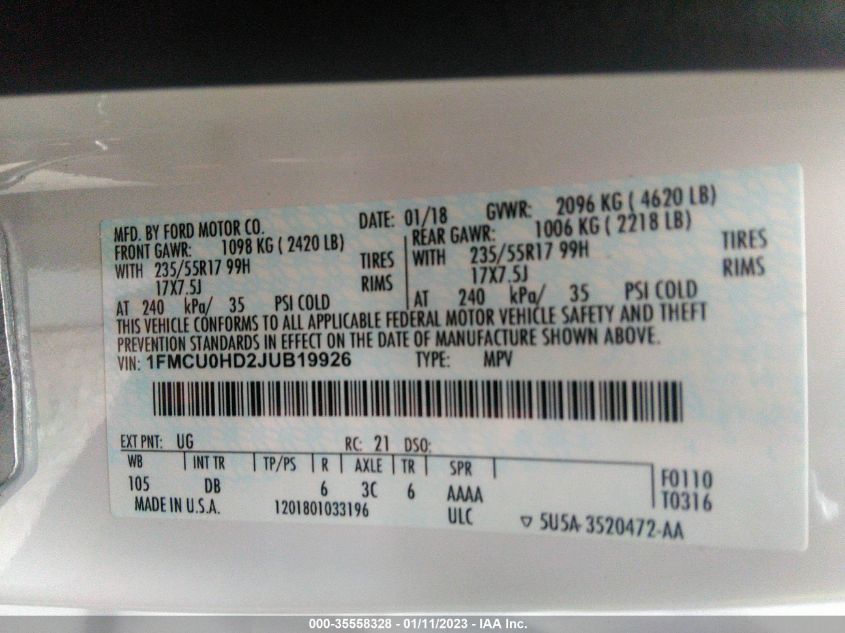 MFD. BY FORD MOTOR CO. DATE: 01/18 GVWR: 2096 KG ( 4620 LB)
FRONT GAWR: 1098 KG ( 2420 LB) REAR GAWR: 1006 KG ( 2218 LB)
WITH 235/55R17 99H TIRES WITH 235/55R17 99H TIRES
17X7.5J RIMS 17X7.5J RIMS
AT 240 kPa/ 35 PSI COLD AT 240 kPa/ 35 PSI COLD
THIS VEHICLE CONFORMS TO ALL APPLICABLE FEDERAL MOTOR VEHICLE SAFETY AND THEFT
PREVENTION STANDARDS IN EFFECT ON THE DATE OF MANUFACTURE SHOWN ABOVE.
VIN: 1FMCU0HD2JUB19926 TYPE: MPV
EXT PNT: UG RC: 21 DSO:
WB INT TR TP/PS R AXLE TR SPR F0110
105 DB 6 3C 6 AAAA T0316
MADE IN U.S.A. 1201801033196 ULC ▽ 5U5A-3520472-AA
000-35558328 - 01/11/2023 - IAA Inc.